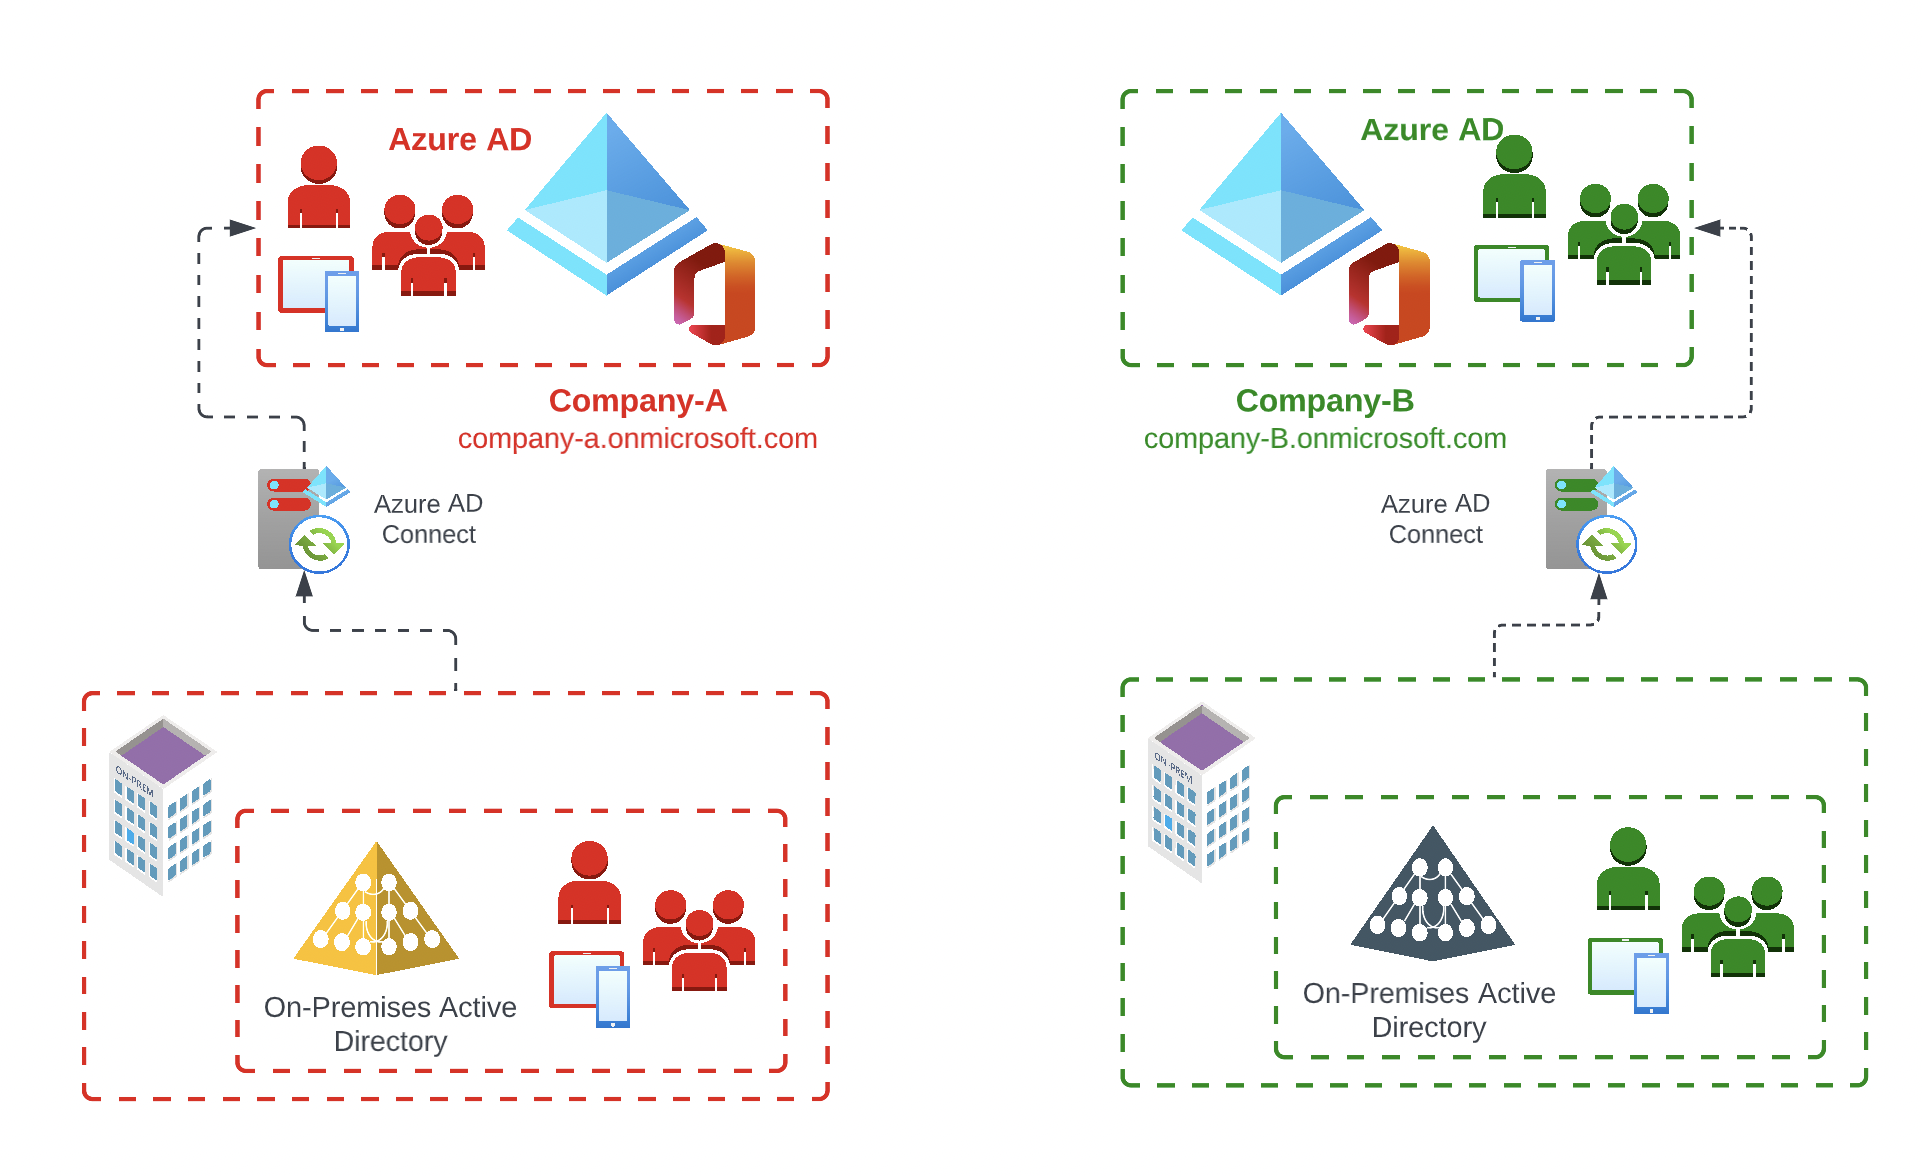 Azure AD
Company-A
company-a.onmicrosoft.com
Azure AD
Connect
ON-PREM
On-Premises Active
Directory
Azure AD
Company-B
company-B.onmicrosoft.com
Azure AD
Connect
ON-PREM
On-Premises Active
Directory